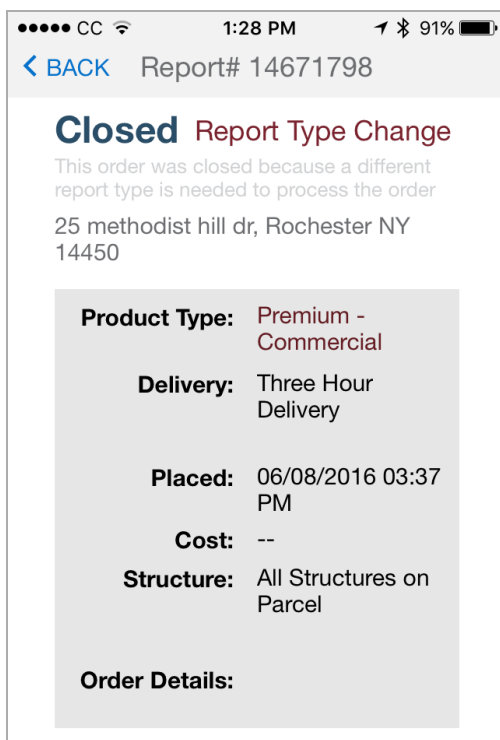 CC 1:28 PM 91%
BACK Report# 14671798
Closed Report Type Change
This order was closed because a different
report type is needed to process the order
25 methodist hill dr, Rochester NY
14450
Product Type: Premium -
Commercial
Delivery: Three Hour
Delivery
Placed: 06/08/2016 03:37
PM
Cost: --
Structure: All Structures on
Parcel
Order Details: